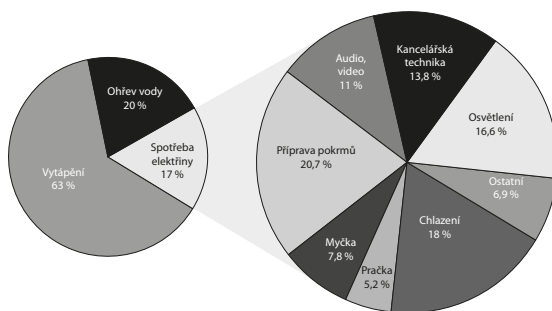 Ohřev vody
20 %
Spotřeba
elektřiny
17 %
Vytápění
63 %
Audio,
video
11 %
Kancelářská
technika
13,8 %
Osvětlení
16,6 %
Ostatní
6,9 %
Chlazení
18 %
Pračka
5,2 %
Myčka
7,8 %
Příprava pokrmů
20,7 %